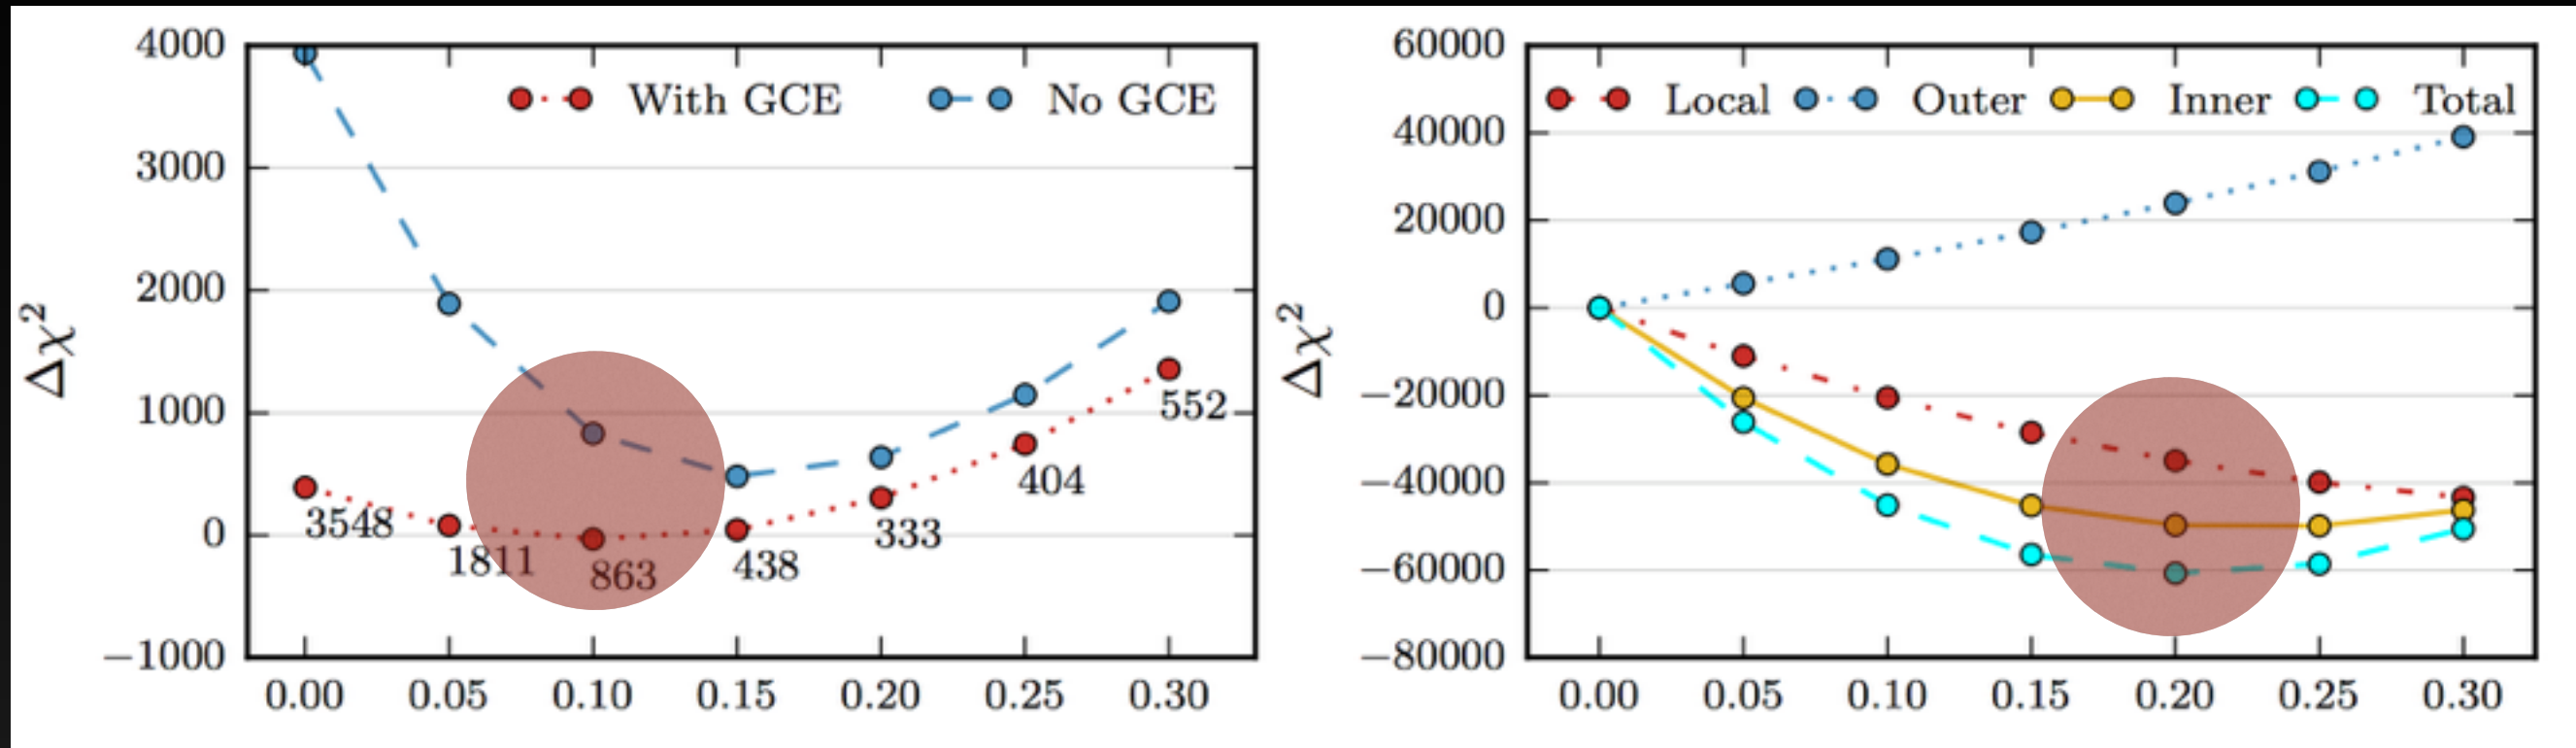 4000
With GCE
No GCE
3000
2000
1000
0
−1000
Δχ²
3548
1811
863
438
333
404
552
0.00 0.05 0.10 0.15 0.20 0.25 0.30
60000
Local
Outer
Inner
Total
40000
20000
0
−20000
−40000
−60000
−80000
Δχ²
0.00 0.05 0.10 0.15 0.20 0.25 0.30